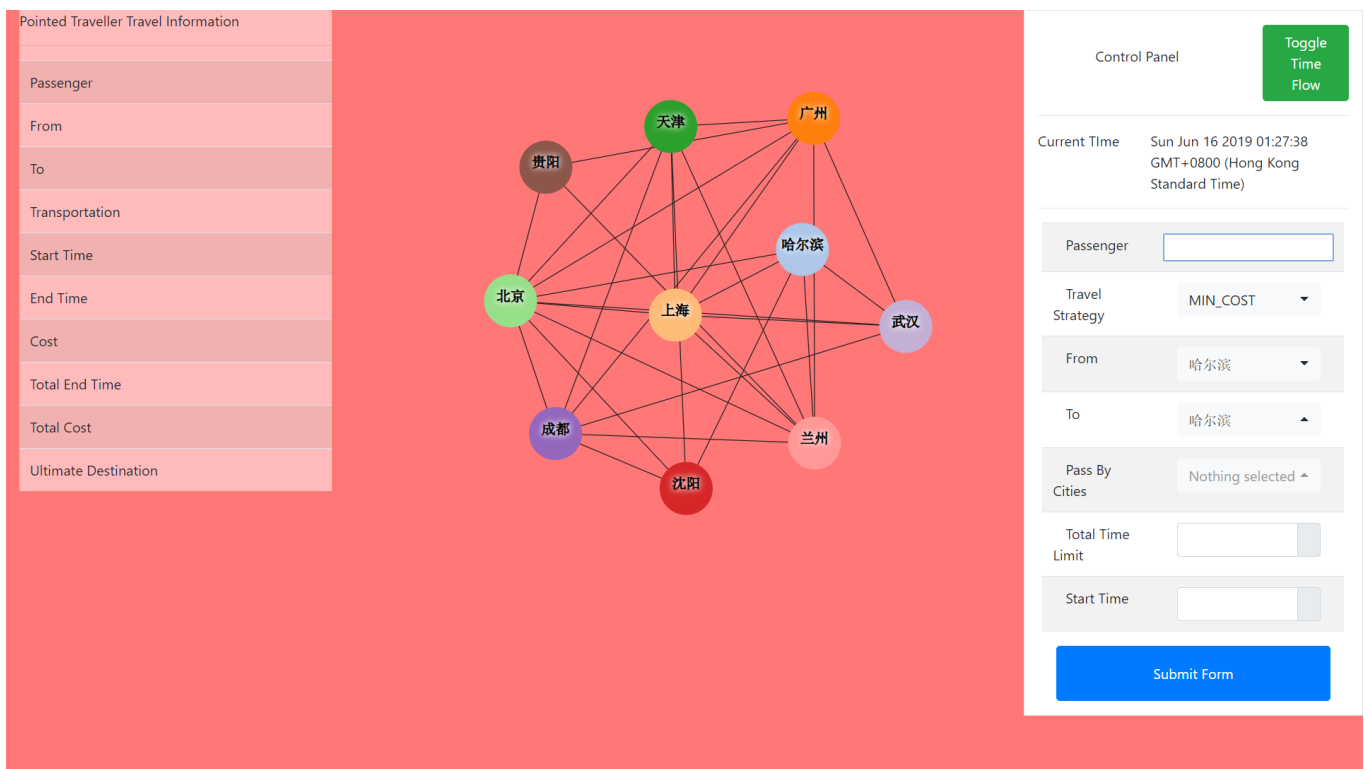 Pointed Traveller Travel Information
Passenger
From
To
Transportation
Start Time
End Time
Cost
Total End Time
Total Cost
Ultimate Destination
天津
广州
贵阳
哈尔滨
北京
上海
武汉
成都
兰州
沈阳
Control Panel
Toggle
Time
Flow
Current TIme
Sun Jun 16 2019 01:27:38
GMT+0800 (Hong Kong
Standard Time)
Passenger
Travel
Strategy
MIN_COST
From
哈尔滨
To
哈尔滨
Pass By
Cities
Nothing selected
Total Time
Limit
Start Time
Submit Form